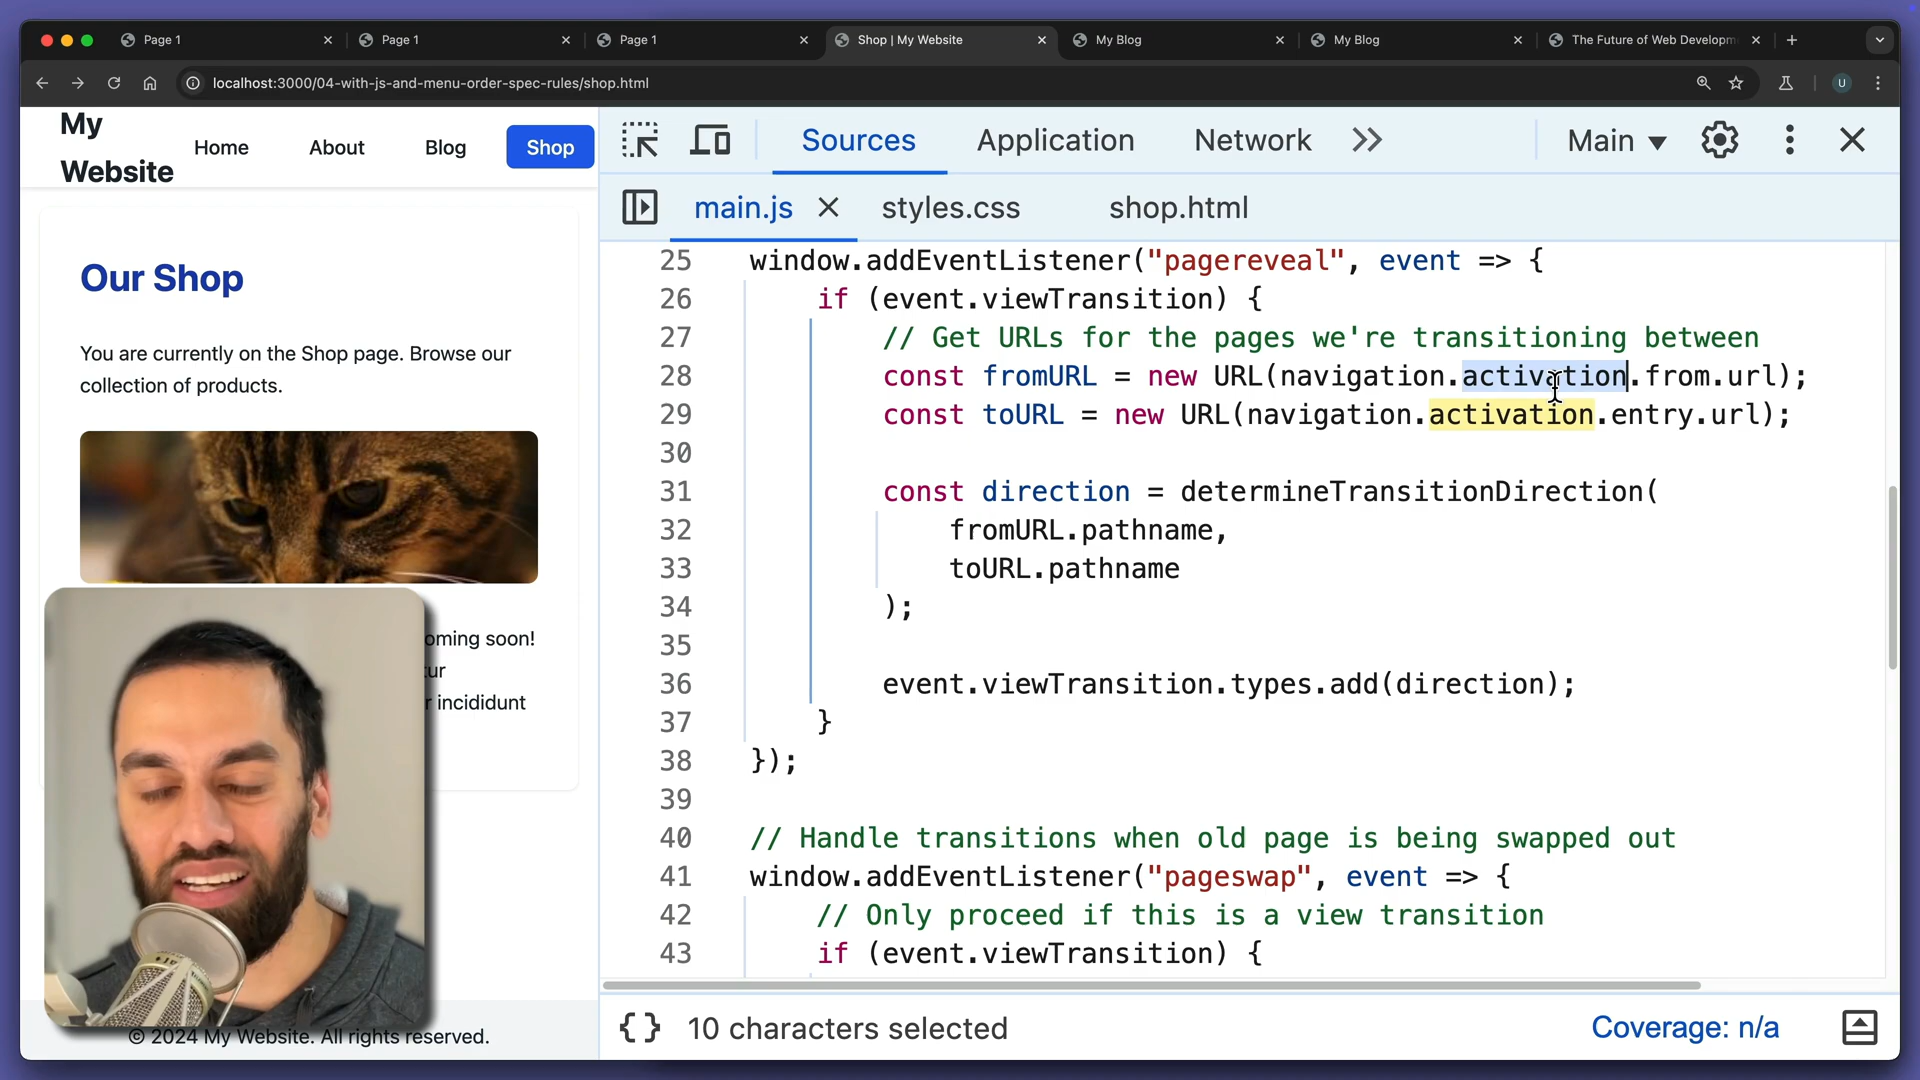 Page 1
Page 1
Page 1
Shop | My Website
My Blog
My Blog
The Future of Web Developm
localhost:3000/04-with-js-and-menu-order-spec-rules/shop.html
U
My Website
Home
About
Blog
Shop
Our Shop
You are currently on the Shop page. Browse our
collection of products.
oming soon!
tur
r incididunt
© 2024 My Website. All rights reserved.
Sources
Application
Network
Main
main.js
styles.css
shop.html
25 window.addEventListener("pagereveal", event => {
26 if (event.viewTransition) {
27 // Get URLs for the pages we're transitioning between
28 const fromURL = new URL(navigation.activation.from.url);
29 const toURL = new URL(navigation.activation.entry.url);
30
31 const direction = determineTransitionDirection(
32 fromURL.pathname,
33 toURL.pathname
34 );
35
36 event.viewTransition.types.add(direction);
37 }
38 });
39
40 // Handle transitions when old page is being swapped out
41 window.addEventListener("pageswap", event => {
42 // Only proceed if this is a view transition
43 if (event.viewTransition) {
{ } 10 characters selected
Coverage: n/a